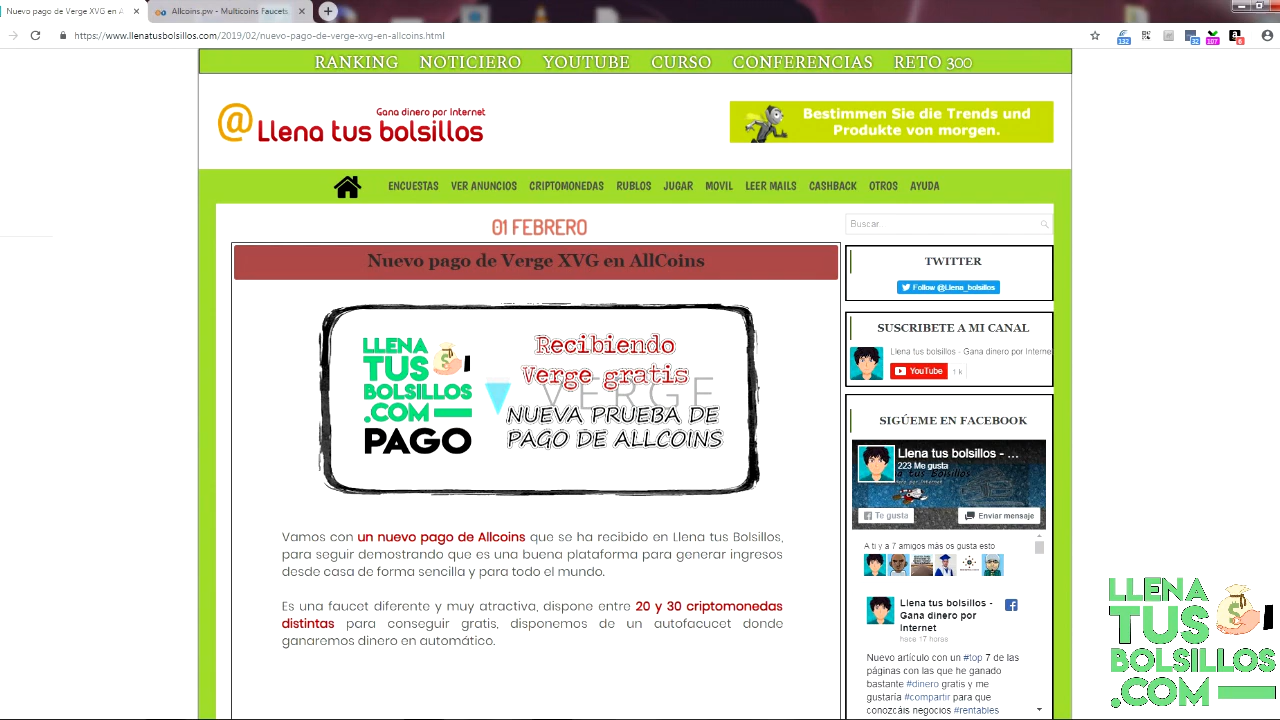 Nuevo pago de Verge XVG en A
Allcoins.pw - Multicoins Faucets
https://www.llenatusbolsillos.com/2019/02/nuevo-pago-de-verge-xvg-en-allcoins.html
132
32
107
6
RANKING NOTICIERO YOUTUBE CURSO CONFERENCIAS RETO 300
Gana dinero por Internet
@Llena tus bolsillos
Bestimmen Sie die Trends und
Produkte von morgen.
ENCUESTAS VER ANUNCIOS CRIPTOMONEDAS RUBLOS JUGAR MOVIL LEER MAILS CASHBACK OTROS AYUDA
01 FEBRERO
Nuevo pago de Verge XVG en AllCoins
LLENA
TUS
BOLSILLOS
.COM
PAGO
Recibiendo
Verge gratis
VERGE
NUEVA PRUEBA DE
PAGO DE ALLCOINS
Vamos con un nuevo pago de Allcoins que se ha recibido en Llena tus Bolsillos,
para seguir demostrando que es una buena plataforma para generar ingresos
desde casa de forma sencilla y para todo el mundo.
Es una faucet diferente y muy atractiva, dispone entre 20 y 30 criptomonedas
distintas para conseguir gratis, disponemos de un autofacucet donde
ganaremos dinero en automático.
Buscar...
TWITTER
Follow @Llena_bolsillos
SUSCRIBETE A MI CANAL
Llena tus bolsillos - Gana dinero por Interne
YouTube 1 k
SIGÚEME EN FACEBOOK
Llena tus bolsillos - ...
223 Me gusta
Te gusta
Enviar mensaje
A ti y a 7 amigos más os gusta esto
Llena tus bolsillos -
Gana dinero por
Internet
hace 17 horas
Nuevo artículo con un #top 7 de las
páginas con las que he ganado
bastante #dinero gratis y me
gustaría #compartir para que
conozcáis negocios #rentables
LLENA
TUS
BOLSILLOS
.COM